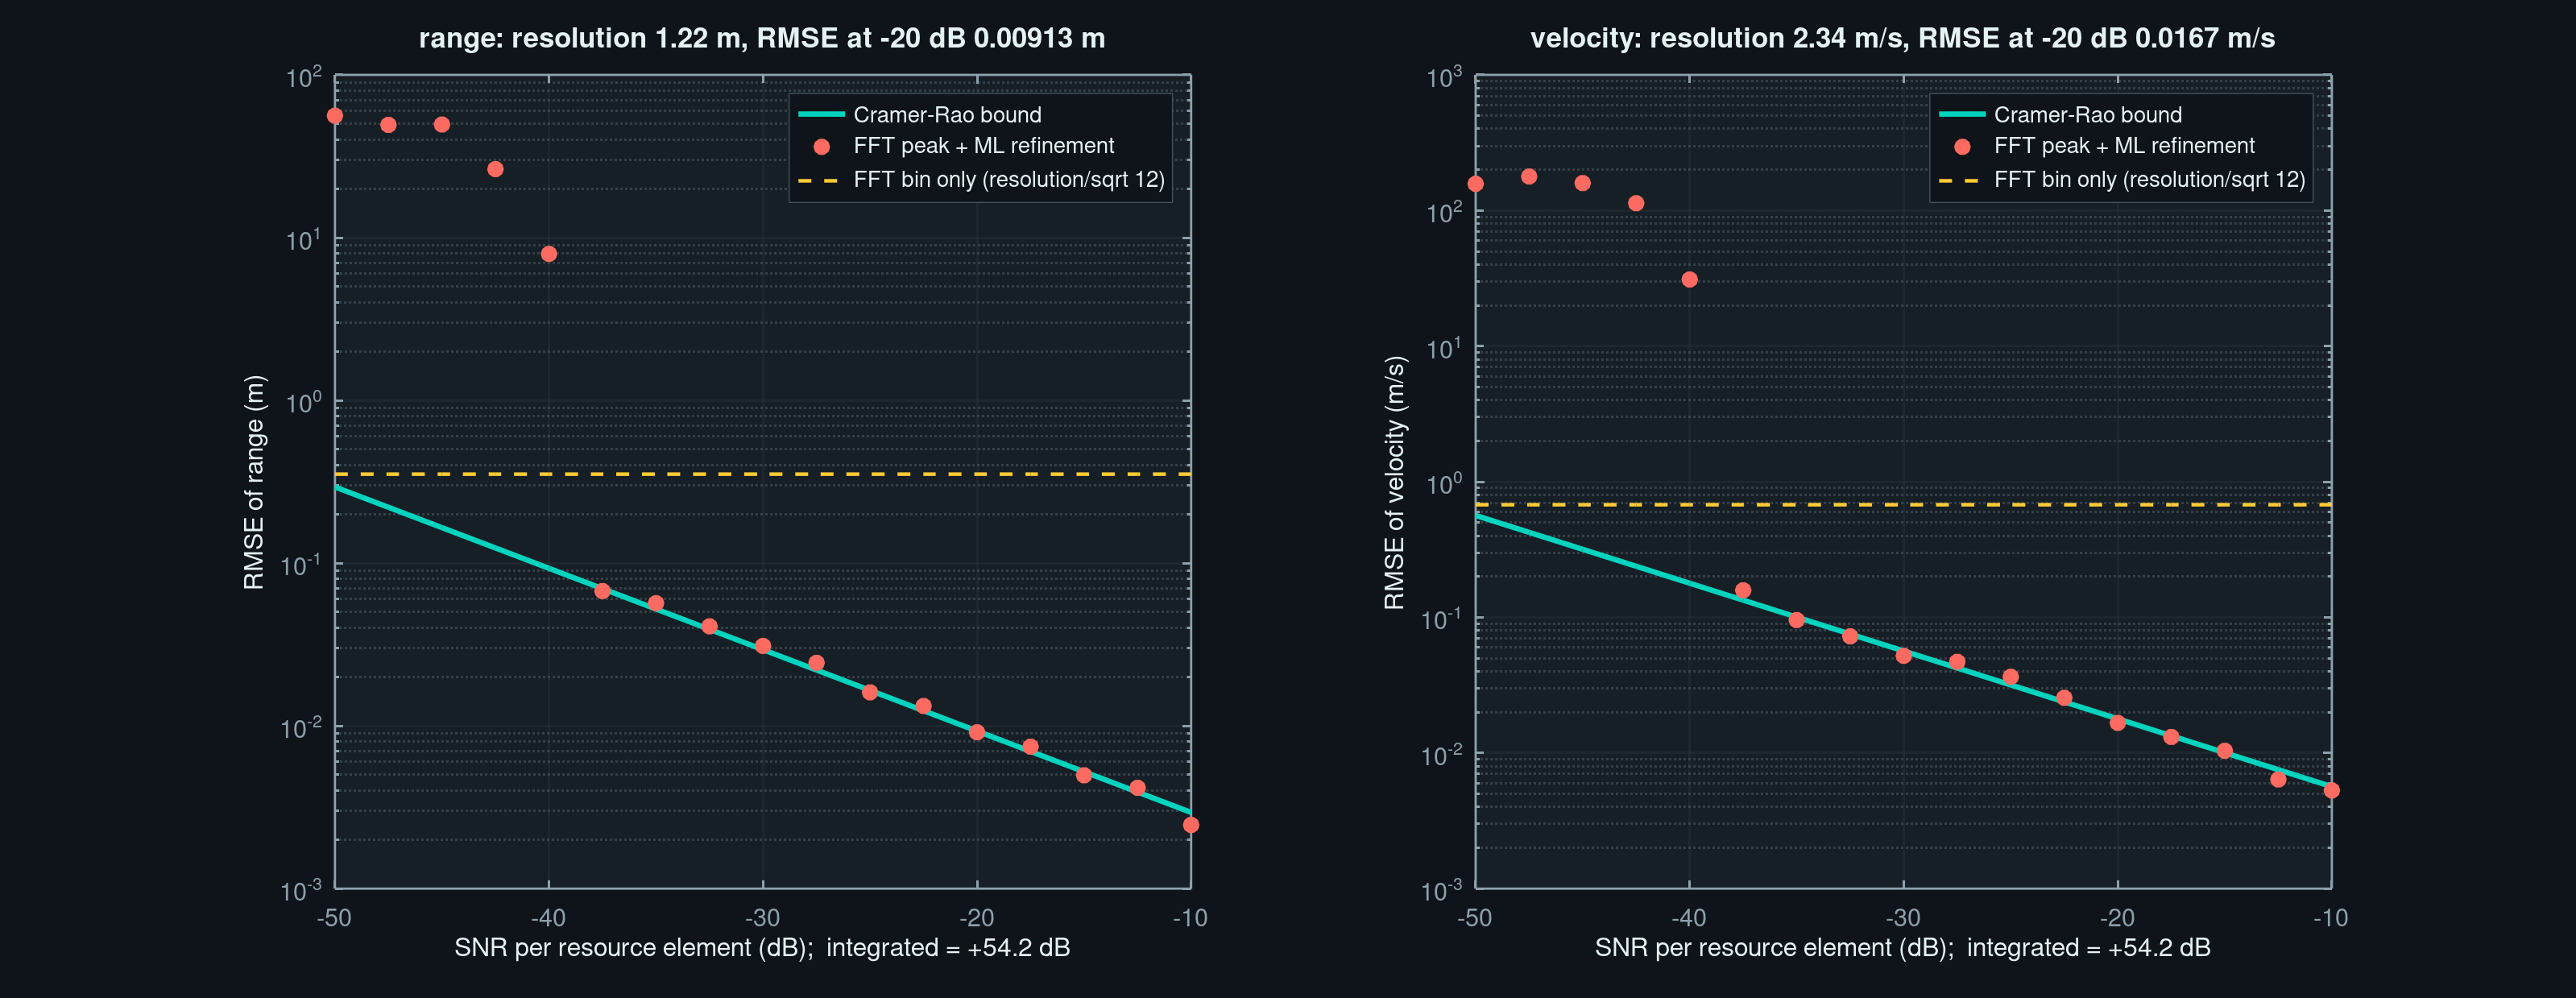 range: resolution 1.22 m, RMSE at -20 dB 0.00913 m
10^2
10^1
10^0
10^-1
10^-2
10^-3
RMSE of range (m)
Cramer-Rao bound
FFT peak + ML refinement
FFT bin only (resolution/sqrt 12)
-50 -40 -30 -20 -10
SNR per resource element (dB);  integrated = +54.2 dB
velocity: resolution 2.34 m/s, RMSE at -20 dB 0.0167 m/s
10^3
10^2
10^1
10^0
10^-1
10^-2
10^-3
RMSE of velocity (m/s)
Cramer-Rao bound
FFT peak + ML refinement
FFT bin only (resolution/sqrt 12)
-50 -40 -30 -20 -10
SNR per resource element (dB);  integrated = +54.2 dB